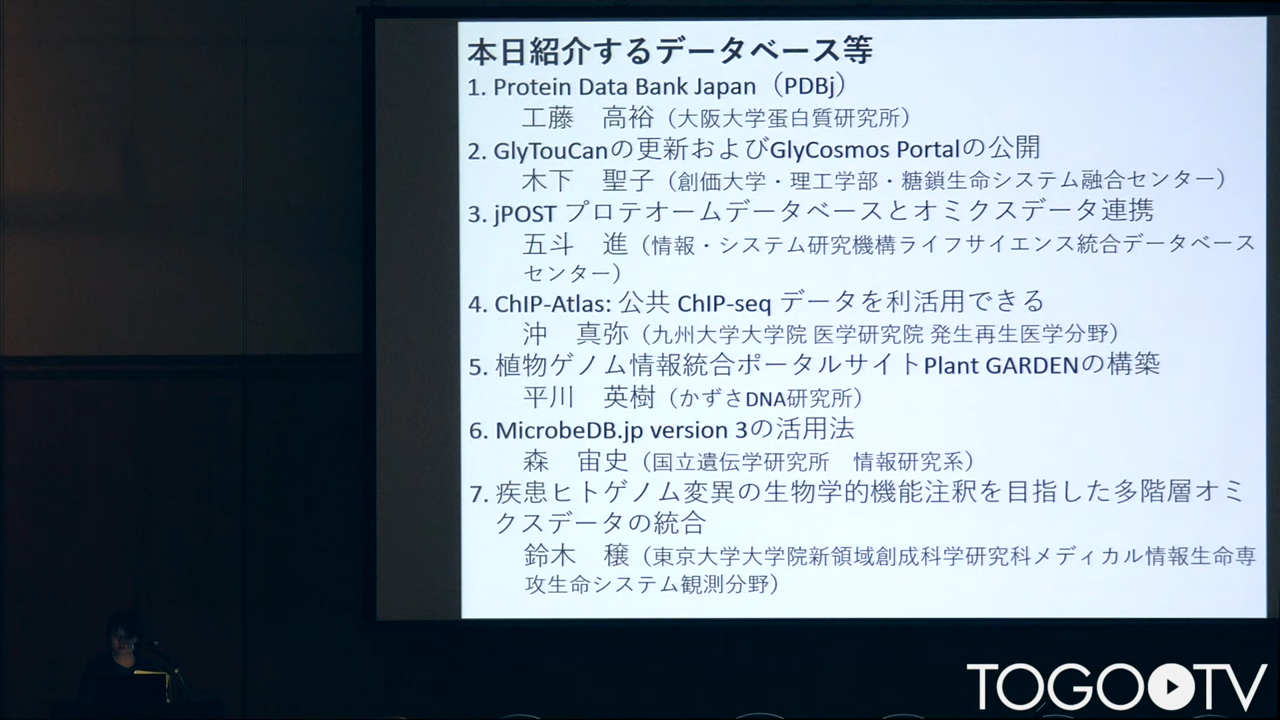 本日紹介するデータベース等
1. Protein Data Bank Japan（PDBj）
工藤　高裕（大阪大学蛋白質研究所）
2. GlyTouCanの更新およびGlyCosmos Portalの公開
木下　聖子（創価大学・理工学部・糖鎖生命システム融合センター）
3. jPOST プロテオームデータベースとオミクスデータ連携
五斗　進（情報・システム研究機構ライフサイエンス統合データベース
センター）
4. ChIP-Atlas: 公共 ChIP-seq データを利活用できる
沖　真弥（九州大学大学院 医学研究院 発生再生医学分野）
5. 植物ゲノム情報統合ポータルサイトPlant GARDENの構築
平川　英樹（かずさDNA研究所）
6. MicrobeDB.jp version 3の活用法
森　宙史（国立遺伝学研究所　情報研究系）
7. 疾患ヒトゲノム変異の生物学的機能注釈を目指した多階層オミ
クスデータの統合
鈴木　穣（東京大学大学院新領域創成科学研究科メディカル情報生命専
攻生命システム観測分野）
TOGOTV